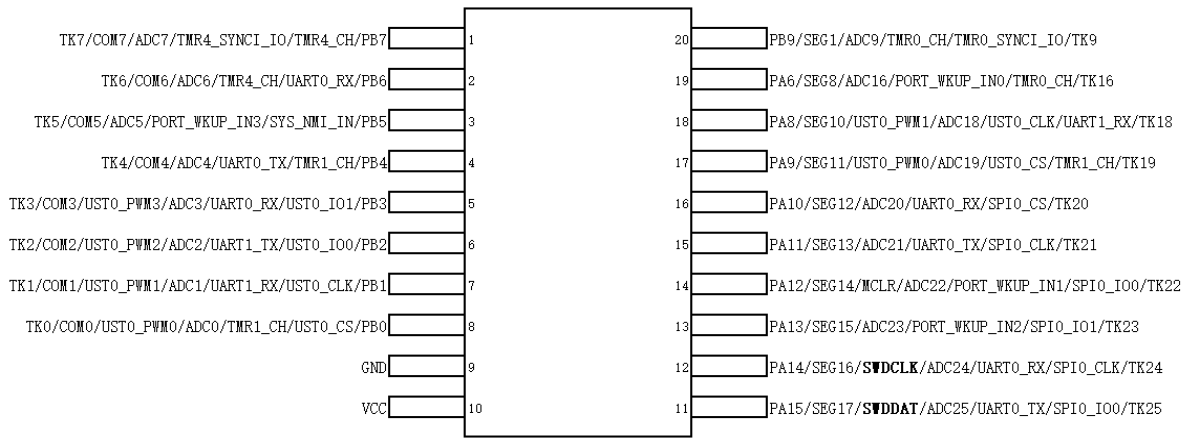 TK7/COM7/ADC7/TMR4_SYNCI_IO/TMR4_CH/PB7 1 20 PB9/SEG1/ADC9/TMR0_CH/TMR0_SYNCI_IO/TK9
TK6/COM6/ADC6/TMR4_CH/UART0_RX/PB6 2 19 PA6/SEG8/ADC16/PORT_WKUP_IN0/TMR0_CH/TK16
TK5/COM5/ADC5/PORT_WKUP_IN3/SYS_NMI_IN/PB5 3 18 PA8/SEG10/UST0_PWM1/ADC18/UST0_CLK/UART1_RX/TK18
TK4/COM4/ADC4/UART0_TX/TMR1_CH/PB4 4 17 PA9/SEG11/UST0_PWM0/ADC19/UST0_CS/TMR1_CH/TK19
TK3/COM3/UST0_PWM3/ADC3/UART0_RX/UST0_IO1/PB3 5 16 PA10/SEG12/ADC20/UART0_RX/SPI0_CS/TK20
TK2/COM2/UST0_PWM2/ADC2/UART1_TX/UST0_IO0/PB2 6 15 PA11/SEG13/ADC21/UART0_TX/SPI0_CLK/TK21
TK1/COM1/UST0_PWM1/ADC1/UART1_RX/UST0_CLK/PB1 7 14 PA12/SEG14/MCLR/ADC22/PORT_WKUP_IN1/SPI0_IO0/TK22
TK0/COM0/UST0_PWM0/ADC0/TMR1_CH/UST0_CS/PB0 8 13 PA13/SEG15/ADC23/PORT_WKUP_IN2/SPI0_IO1/TK23
GND 9 12 PA14/SEG16/SWDCLK/ADC24/UART0_RX/SPI0_CLK/TK24
VCC 10 11 PA15/SEG17/SWDDAT/ADC25/UART0_TX/SPI0_IO0/TK25